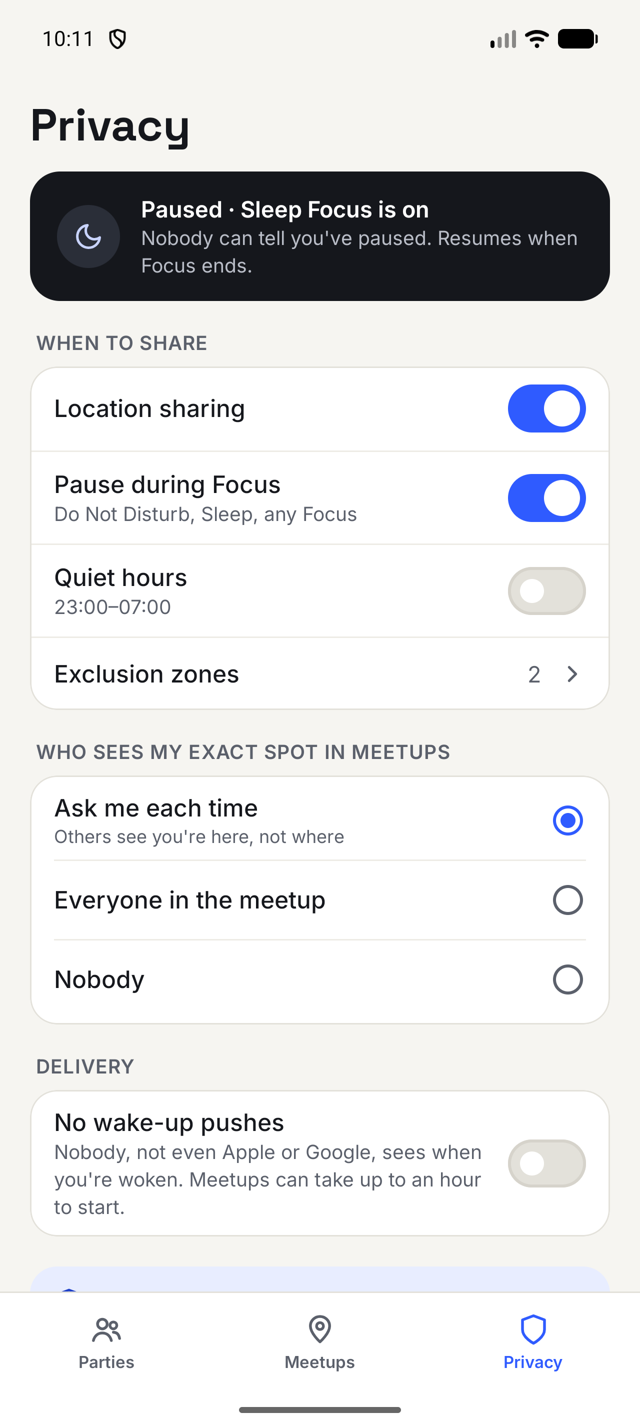 10:11
Privacy
Paused · Sleep Focus is on
Nobody can tell you've paused. Resumes when
Focus ends.
WHEN TO SHARE
Location sharing
Pause during Focus
Do Not Disturb, Sleep, any Focus
Quiet hours
23:00–07:00
Exclusion zones 2
WHO SEES MY EXACT SPOT IN MEETUPS
Ask me each time
Others see you're here, not where
Everyone in the meetup
Nobody
DELIVERY
No wake-up pushes
Nobody, not even Apple or Google, sees when
you're woken. Meetups can take up to an hour
to start.
Parties Meetups Privacy